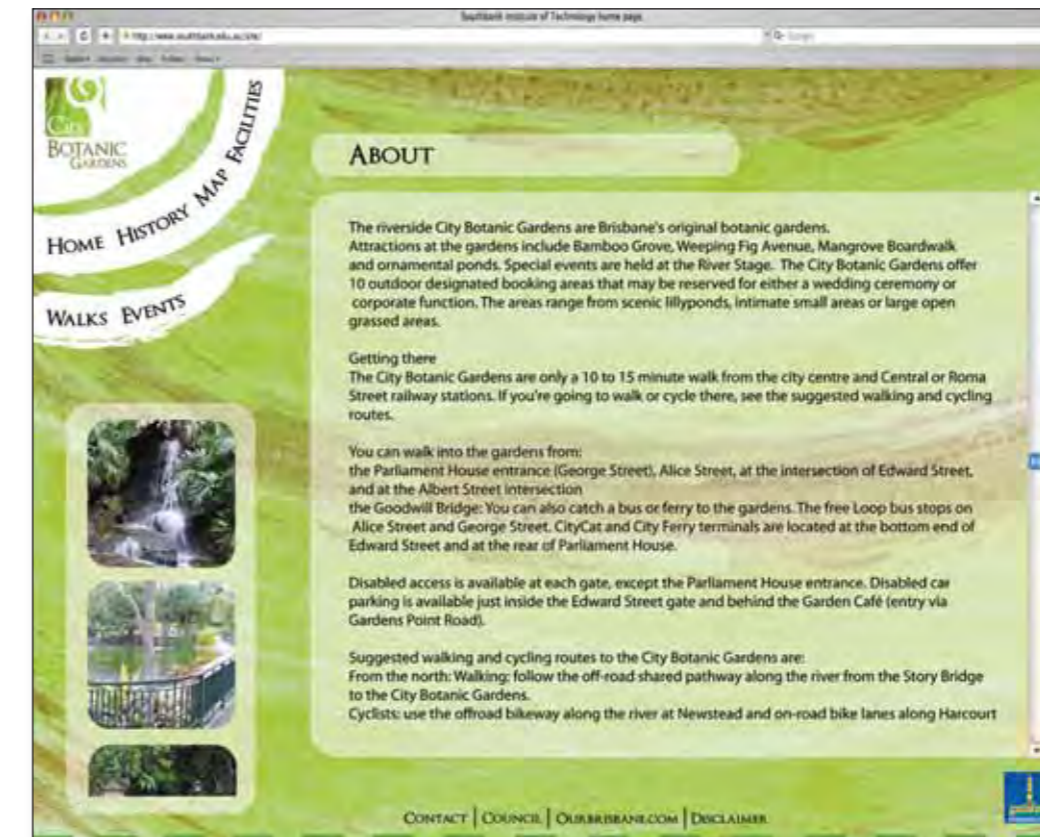 Southbank Institute of Technology home page
City
BOTANIC
GARDENS
HOME HISTORY MAP FACILITIES
WALKS EVENTS
ABOUT
The riverside City Botanic Gardens are Brisbane's original botanic gardens.
Attractions at the gardens include Bamboo Grove, Weeping Fig Avenue, Mangrove Boardwalk
and ornamental ponds. Special events are held at the River Stage. The City Botanic Gardens offer
10 outdoor designated booking areas that may be reserved for either a wedding ceremony or
corporate function. The areas range from scenic lillyponds, intimate small areas or large open
grassed areas.
Getting there
The City Botanic Gardens are only a 10 to 15 minute walk from the city centre and Central or Roma
Street railway stations. If you're going to walk or cycle there, see the suggested walking and cycling
routes.
You can walk into the gardens from:
the Parliament House entrance (George Street), Alice Street, at the intersection of Edward Street,
and at the Albert Street intersection
the Goodwill Bridge: You can also catch a bus or ferry to the gardens. The free Loop bus stops on
Alice Street and George Street. CityCat and City Ferry terminals are located at the bottom end of
Edward Street and at the rear of Parliament House.
Disabled access is available at each gate, except the Parliament House entrance. Disabled car
parking is available just inside the Edward Street gate and behind the Garden Café (entry via
Gardens Point Road).
Suggested walking and cycling routes to the City Botanic Gardens are:
From the north: Walking: follow the off-road shared pathway along the river from the Story Bridge
to the City Botanic Gardens.
Cyclists: use the offroad bikeway along the river at Newstead and on-road bike lanes along Harcourt
CONTACT | COUNCIL | OURBRISBANE.COM | DISCLAIMER